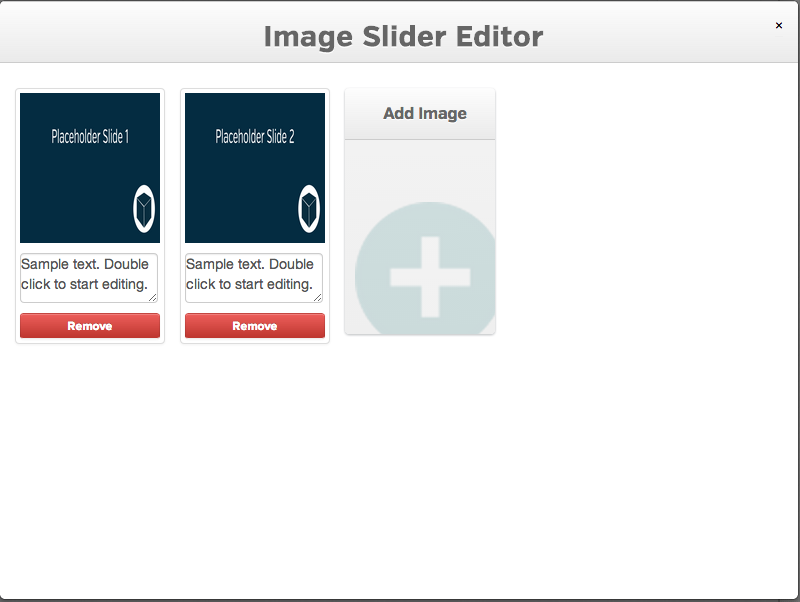 Image Slider Editor
×
Placeholder Slide 1
Placeholder Slide 2
Add Image
Sample text. Double
click to start editing.
Sample text. Double
click to start editing.
Remove
Remove